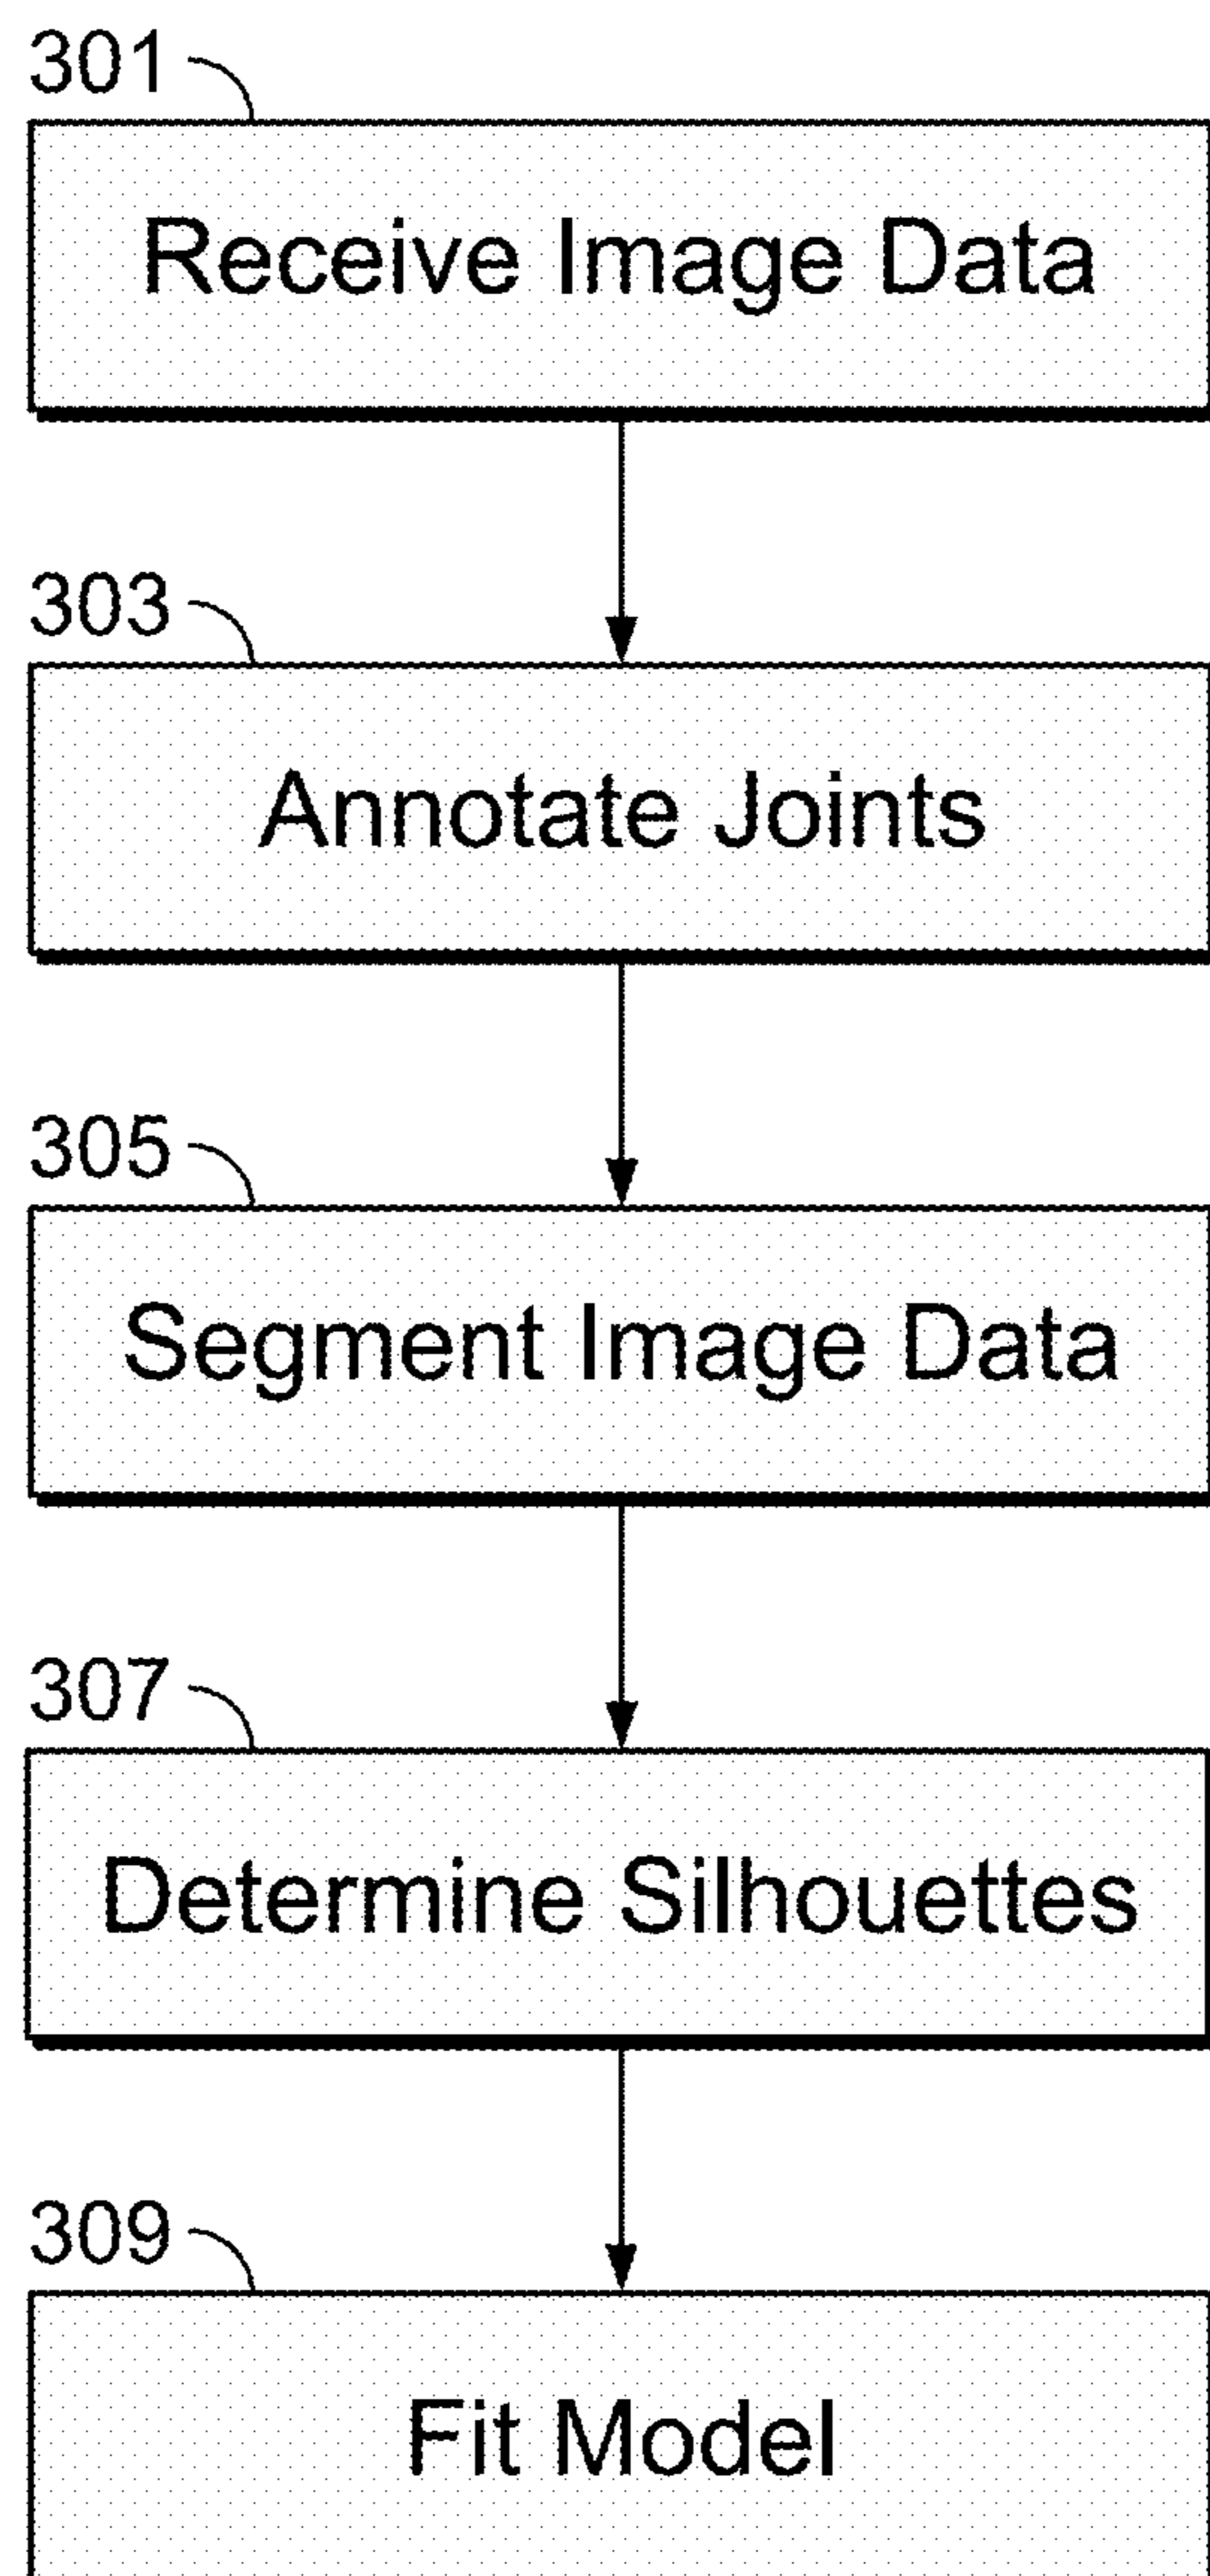 301
Receive Image Data
303
Annotate Joints
305
Segment Image Data
307
Determine Silhouettes
309
Fit Model